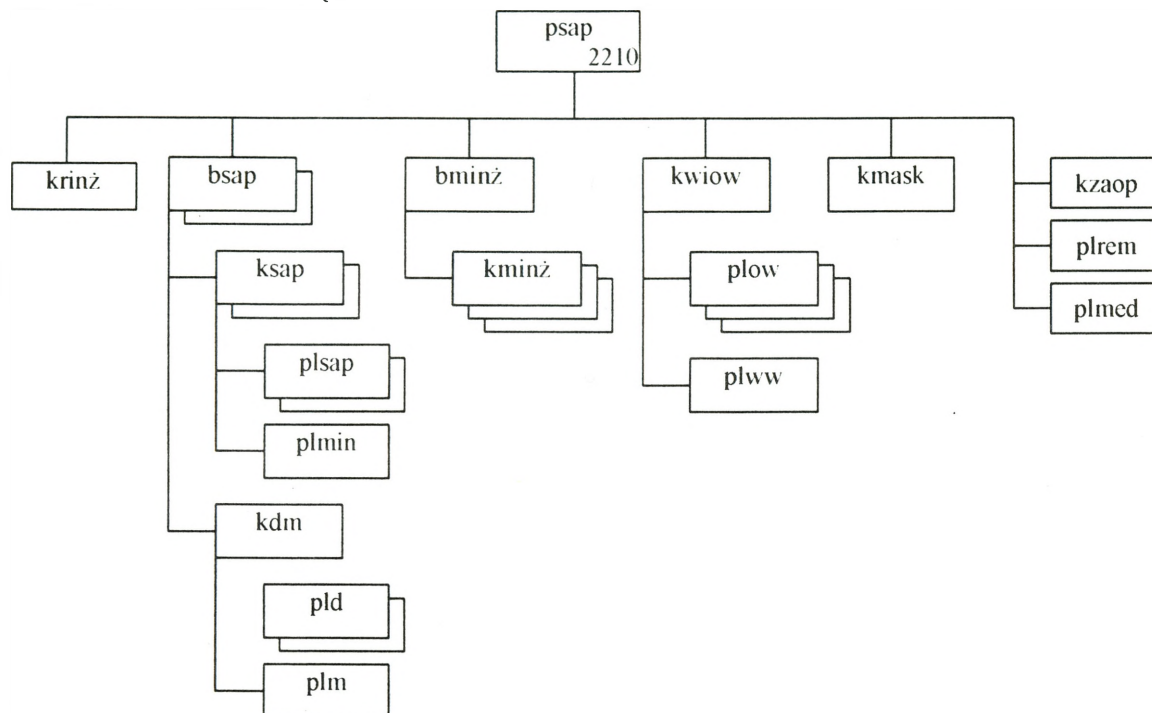 psap
2210
krinż
bsap
bminż
kwiow
kmask
kzaop
plrem
plmed
ksap
kminż
plow
plsap
plww
plmin
kdm
pld
plm